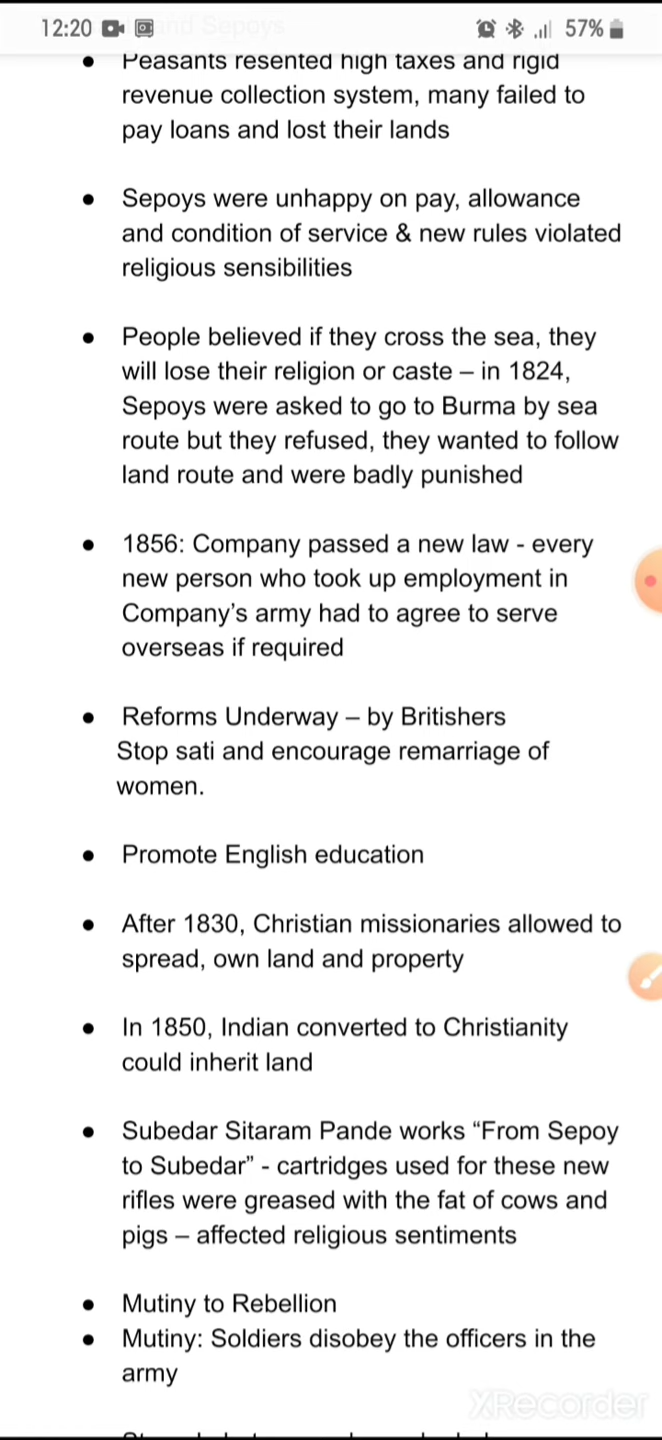 12:20 57%
and Sepoys
• Peasants resented high taxes and rigid
revenue collection system, many failed to
pay loans and lost their lands
• Sepoys were unhappy on pay, allowance
and condition of service & new rules violated
religious sensibilities
• People believed if they cross the sea, they
will lose their religion or caste – in 1824,
Sepoys were asked to go to Burma by sea
route but they refused, they wanted to follow
land route and were badly punished
• 1856: Company passed a new law - every
new person who took up employment in
Company's army had to agree to serve
overseas if required
• Reforms Underway – by Britishers
Stop sati and encourage remarriage of
women.
• Promote English education
• After 1830, Christian missionaries allowed to
spread, own land and property
• In 1850, Indian converted to Christianity
could inherit land
• Subedar Sitaram Pande works “From Sepoy
to Subedar” - cartridges used for these new
rifles were greased with the fat of cows and
pigs – affected religious sentiments
• Mutiny to Rebellion
• Mutiny: Soldiers disobey the officers in the
army
XRecorder